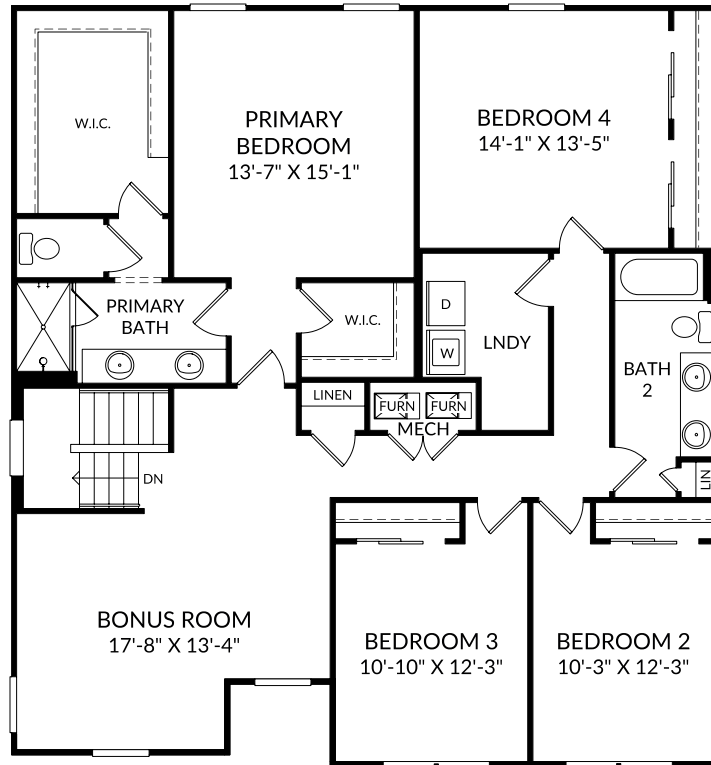 W.I.C.
PRIMARY
BEDROOM
13'-7" X 15'-1"
BEDROOM 4
14'-1" X 13'-5"
PRIMARY
BATH
W.I.C.
D
W
LNDY
BATH
2
LINEN
FURN
FURN
MECH
DN
LIN
BONUS ROOM
17'-8" X 13'-4"
BEDROOM 3
10'-10" X 12'-3"
BEDROOM 2
10'-3" X 12'-3"